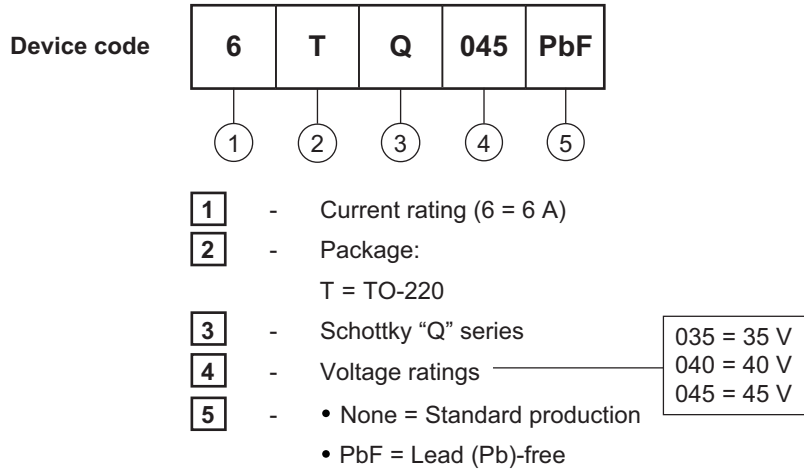 Device code 6 T Q 045 PbF
1 2 3 4 5
1 - Current rating (6 = 6 A)
2 - Package:
T = TO-220
3 - Schottky “Q” series
4 - Voltage ratings
035 = 35 V
040 = 40 V
045 = 45 V
5 - • None = Standard production
• PbF = Lead (Pb)-free